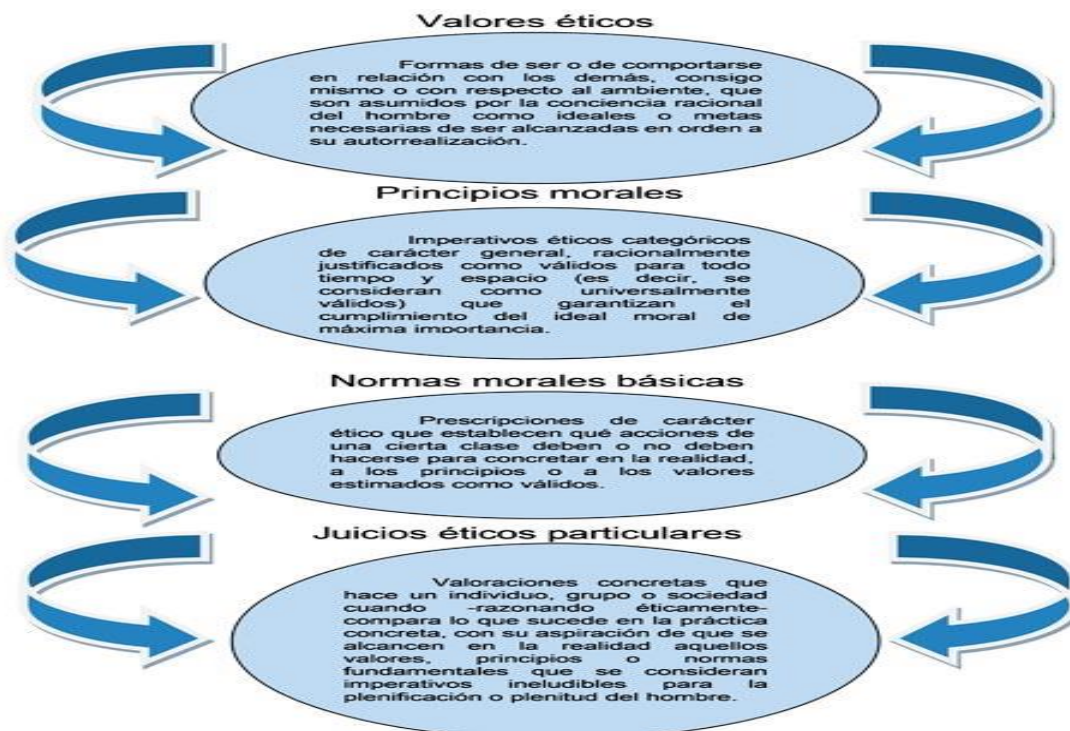 Valores éticos
Formas de ser o de comportarse
en relación con los demás, consigo
mismo o con respecto al ambiente, que
son asumidos por la conciencia racional
del hombre como ideales o metas
necesarias de ser alcanzadas en orden a
su autorrealización.
Principios morales
Imperativos éticos categóricos
de carácter general, racionalmente
justificados como válidos para todo
tiempo y espacio (es decir, se
consideran como universalmente
válidos) que garantizan el
cumplimiento del ideal moral de
máxima importancia.
Normas morales básicas
Prescripciones de carácter
ético que establecen qué acciones de
una cierta clase deben o no deben
hacerse para concretar en la realidad,
a los principios o a los valores
estimados como válidos.
Juicios éticos particulares
Valoraciones concretas que
hace un individuo, grupo o sociedad
cuando -razonando éticamente-
compara lo que sucede en la práctica
concreta, con su aspiración de que se
alcancen en la realidad aquellos
valores, principios o normas
fundamentales que se consideran
imperativos ineludibles para la
plenificación o plenitud del hombre.